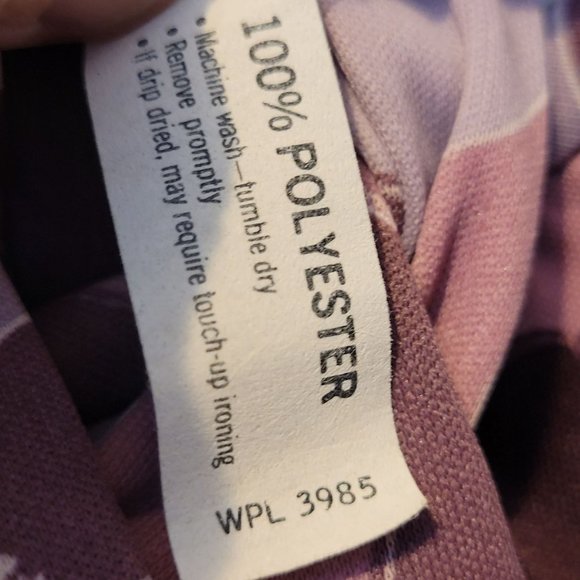 100% POLYESTER
• Machine wash—tumble dry
• Remove promptly
• If drip dried, may require touch-up ironing
WPL 3985